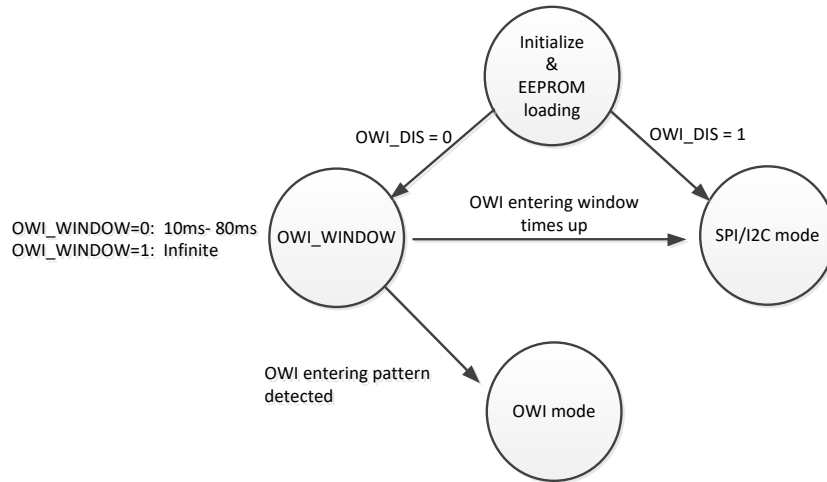 Initialize
&
EEPROM
loading
OWI_DIS = 0
OWI_DIS = 1
OWI_WINDOW=0:  10ms- 80ms
OWI_WINDOW=1:  Infinite
OWI_WINDOW
OWI entering window
times up
SPI/I2C mode
OWI entering pattern
detected
OWI mode